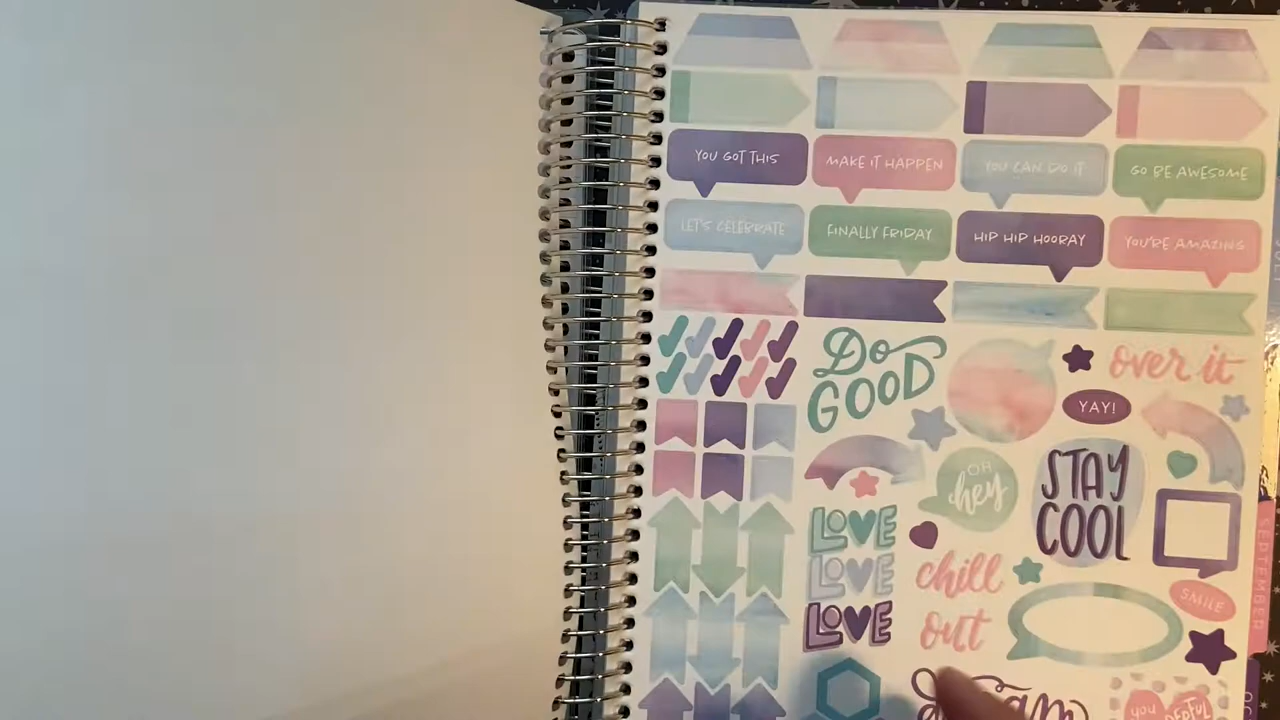 YOU GOT THIS
MAKE IT HAPPEN
YOU CAN DO IT
GO BE AWESOME
LET'S CELEBRATE
FINALLY FRIDAY
HIP HIP HOORAY
YOU'RE AMAZING
DO
GOOD
over it
YAY!
OH
hey
STAY
COOL
LOVE
LOVE
LOVE
chill
out
SMILE
SEPTEMBER
you